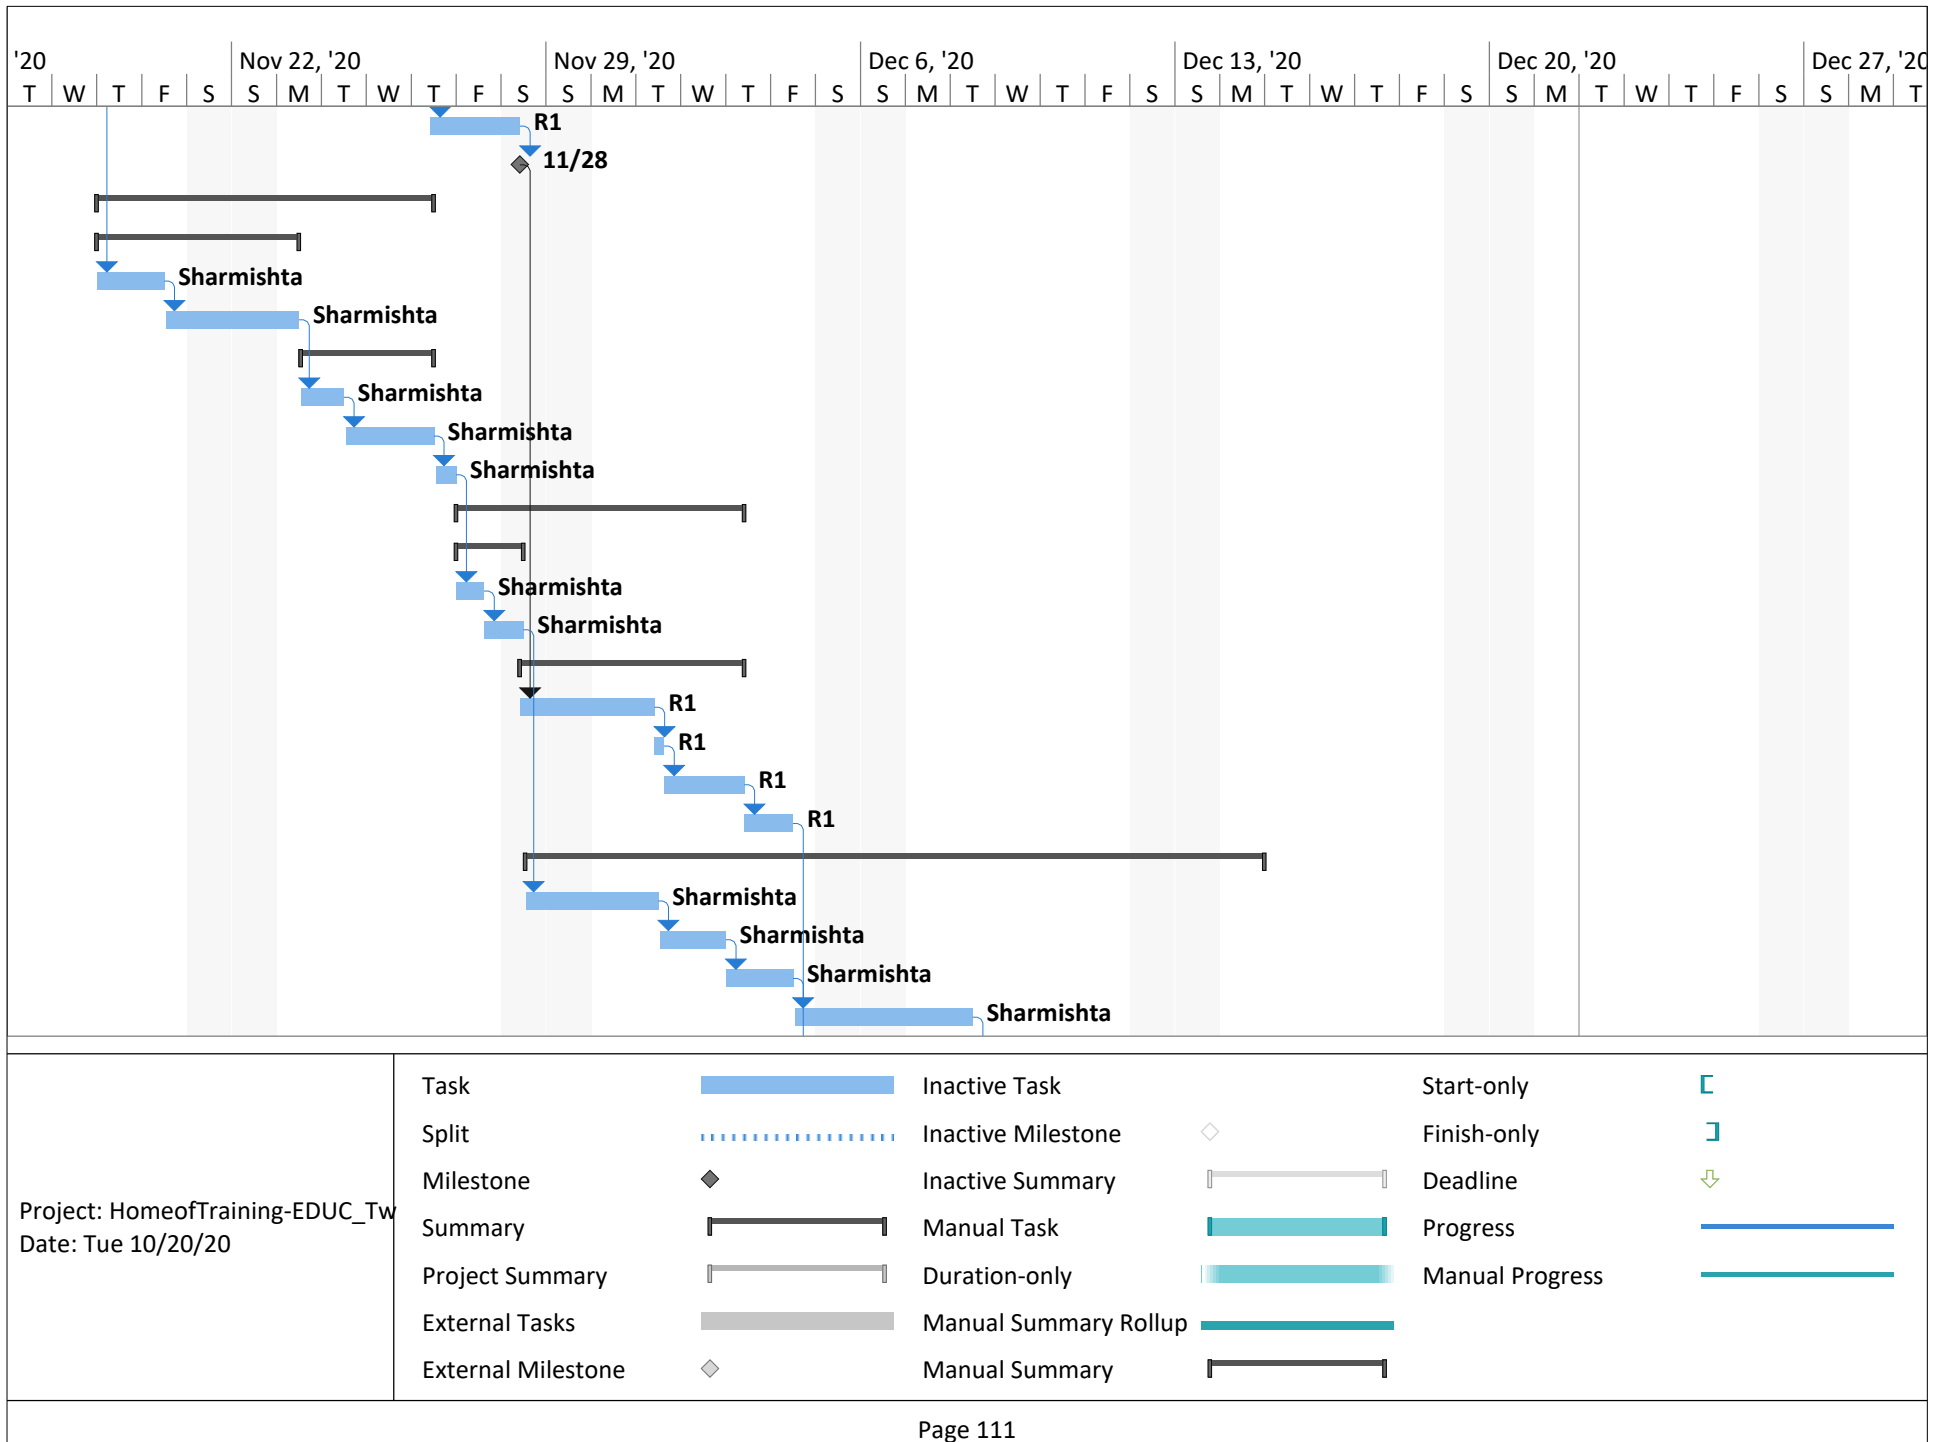 '20 Nov 22, '20 Nov 29, '20 Dec 6, '20 Dec 13, '20 Dec 20, '20 Dec 27, '20
T W T F S S M T W T F S S M T W T F S S M T W T F S S M T W T F S S M T W T F S S M T
R1
11/28
Sharmishta
Sharmishta
Sharmishta
Sharmishta
Sharmishta
Sharmishta
Sharmishta
R1
R1
R1
R1
Sharmishta
Sharmishta
Sharmishta
Sharmishta
Project: HomeofTraining-EDUC_Tw
Date: Tue 10/20/20
Task
Split
Milestone
Summary
Project Summary
External Tasks
External Milestone
Inactive Task
Inactive Milestone
Inactive Summary
Manual Task
Duration-only
Manual Summary Rollup
Manual Summary
Start-only
Finish-only
Deadline
Progress
Manual Progress
Page 111